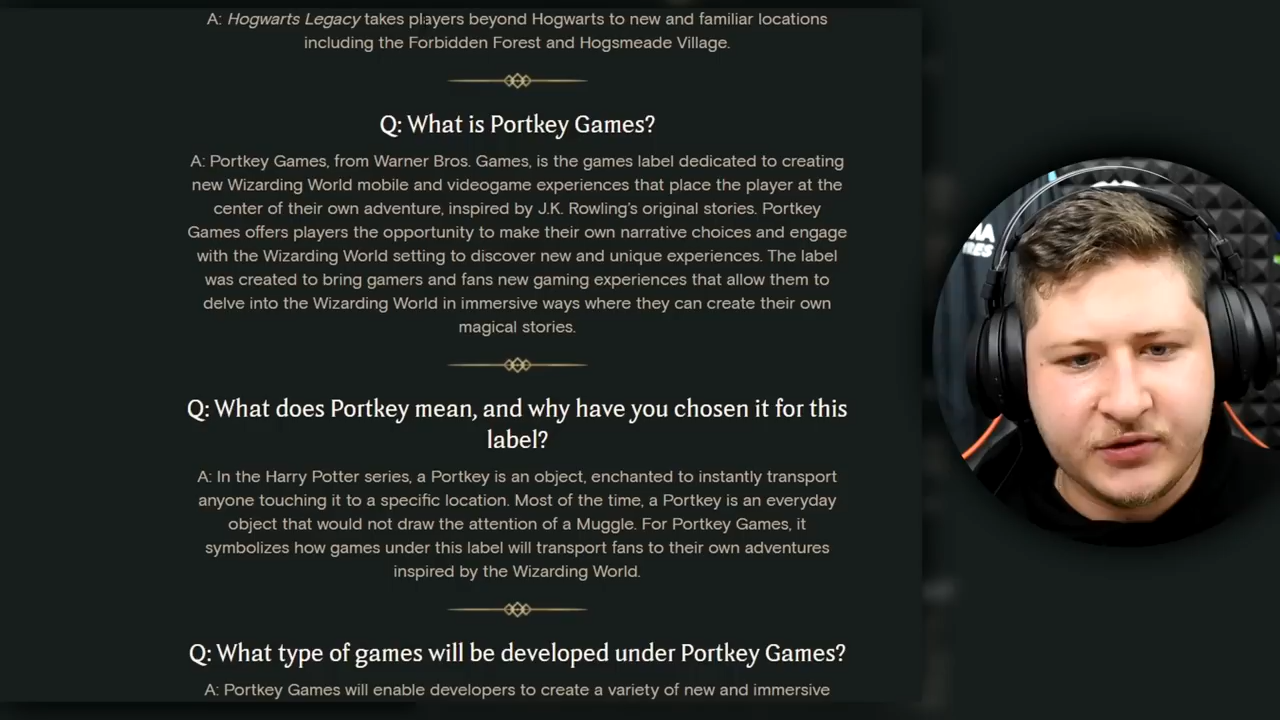 A: Hogwarts Legacy takes players beyond Hogwarts to new and familiar locations
including the Forbidden Forest and Hogsmeade Village.
Q: What is Portkey Games?
A: Portkey Games, from Warner Bros. Games, is the games label dedicated to creating
new Wizarding World mobile and videogame experiences that place the player at the
center of their own adventure, inspired by J.K. Rowling's original stories. Portkey
Games offers players the opportunity to make their own narrative choices and engage
with the Wizarding World setting to discover new and unique experiences. The label
was created to bring gamers and fans new gaming experiences that allow them to
delve into the Wizarding World in immersive ways where they can create their own
magical stories.
Q: What does Portkey mean, and why have you chosen it for this
label?
A: In the Harry Potter series, a Portkey is an object, enchanted to instantly transport
anyone touching it to a specific location. Most of the time, a Portkey is an everyday
object that would not draw the attention of a Muggle. For Portkey Games, it
symbolizes how games under this label will transport fans to their own adventures
inspired by the Wizarding World.
Q: What type of games will be developed under Portkey Games?
A: Portkey Games will enable developers to create a variety of new and immersive